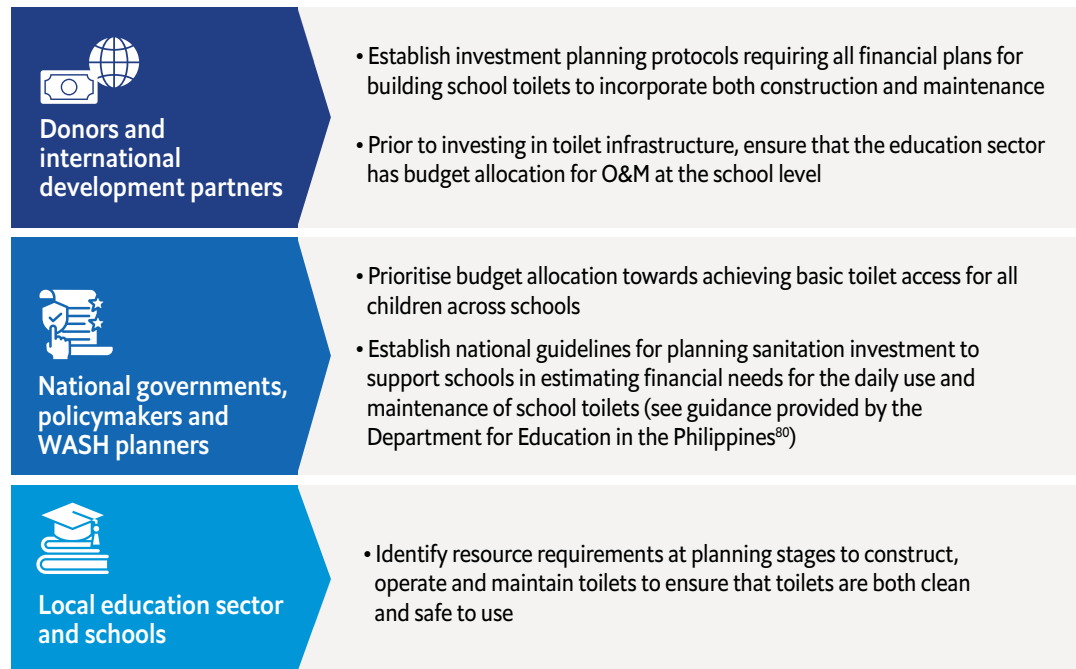 Donors and
international
development partners
• Establish investment planning protocols requiring all financial plans for
building school toilets to incorporate both construction and maintenance
• Prior to investing in toilet infrastructure, ensure that the education sector
has budget allocation for O&M at the school level
National governments,
policymakers and
WASH planners
• Prioritise budget allocation towards achieving basic toilet access for all
children across schools
• Establish national guidelines for planning sanitation investment to
support schools in estimating financial needs for the daily use and
maintenance of school toilets (see guidance provided by the
Department for Education in the Philippines⁸⁰)
Local education sector
and schools
• Identify resource requirements at planning stages to construct,
operate and maintain toilets to ensure that toilets are both clean
and safe to use